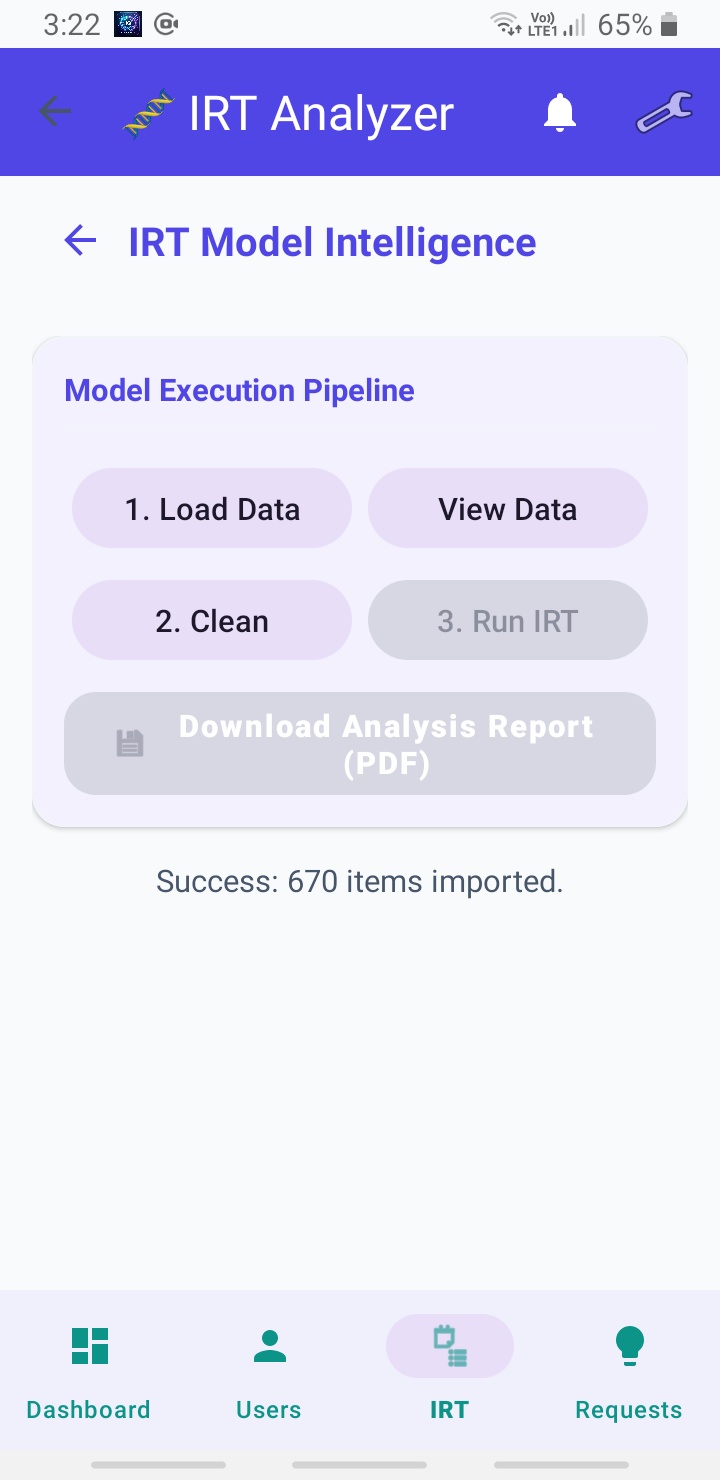 3:22
Vo)) LTE1 65%
IRT Analyzer
IRT Model Intelligence
Model Execution Pipeline
1. Load Data View Data
2. Clean 3. Run IRT
Download Analysis Report
(PDF)
Success: 670 items imported.
Dashboard Users IRT Requests